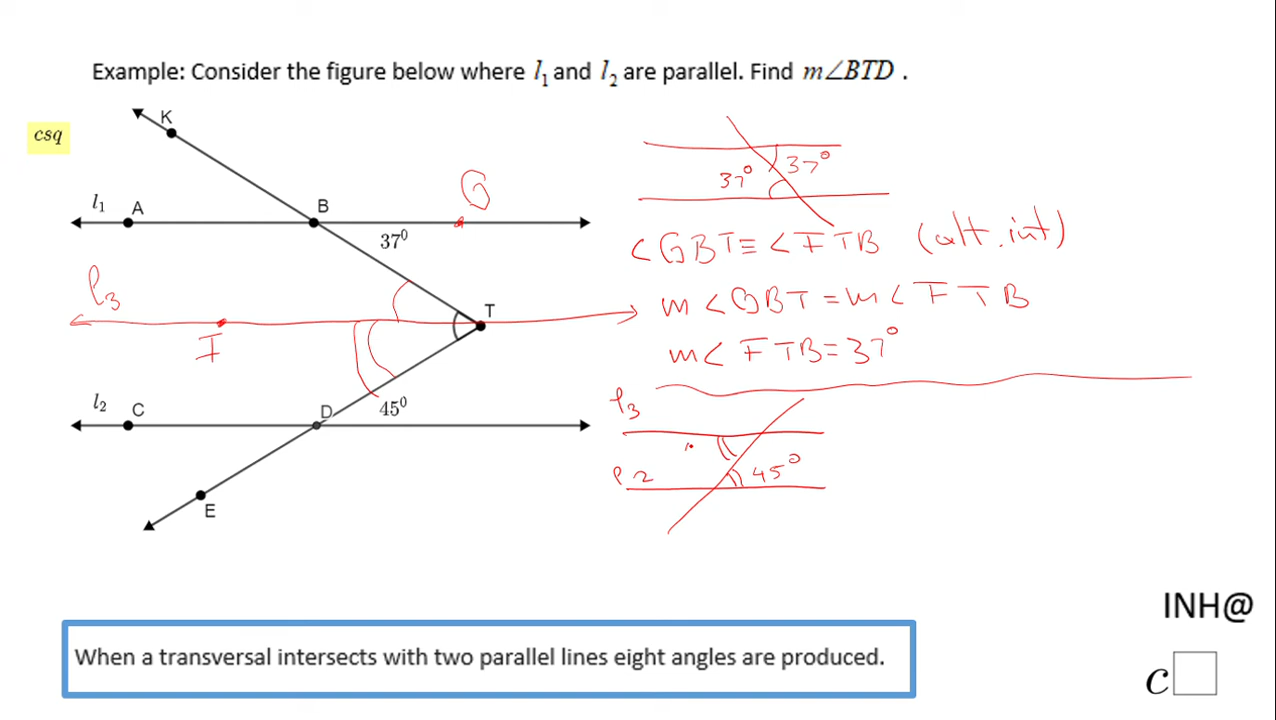 Example: Consider the figure below where l₁ and l₂ are parallel. Find m∠BTD .
csq
K
l₁ A B G
37⁰
l₃
T
F
l₂ C D 45⁰
E
37° 37°
∠GBT≡∠FTB (alt.int)
m∠GBT=m∠FTB
m∠FTB=37°
l₃
l2 45°
INH@
When a transversal intersects with two parallel lines eight angles are produced.
c